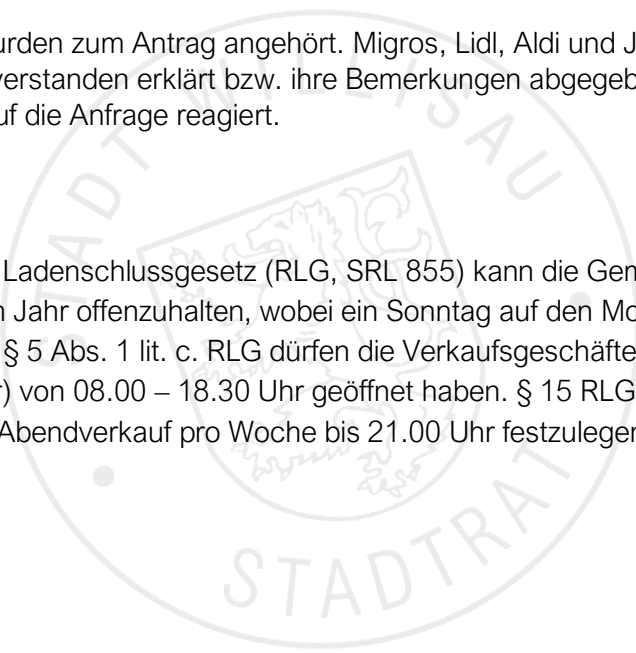 urden zum Antrag angehört. Migros, Lidl, Aldi und J
verstanden erklärt bzw. ihre Bemerkungen abgegeb
uf die Anfrage reagiert.
Ladenschlussgesetz (RLG, SRL 855) kann die Gem
Jahr offenzuhalten, wobei ein Sonntag auf den Mo
§ 5 Abs. 1 lit. c. RLG dürfen die Verkaufsgeschäfte
r) von 08.00 – 18.30 Uhr geöffnet haben. § 15 RLG
Abendverkauf pro Woche bis 21.00 Uhr festzulegen
STADT WILLISAU
STADTRAT